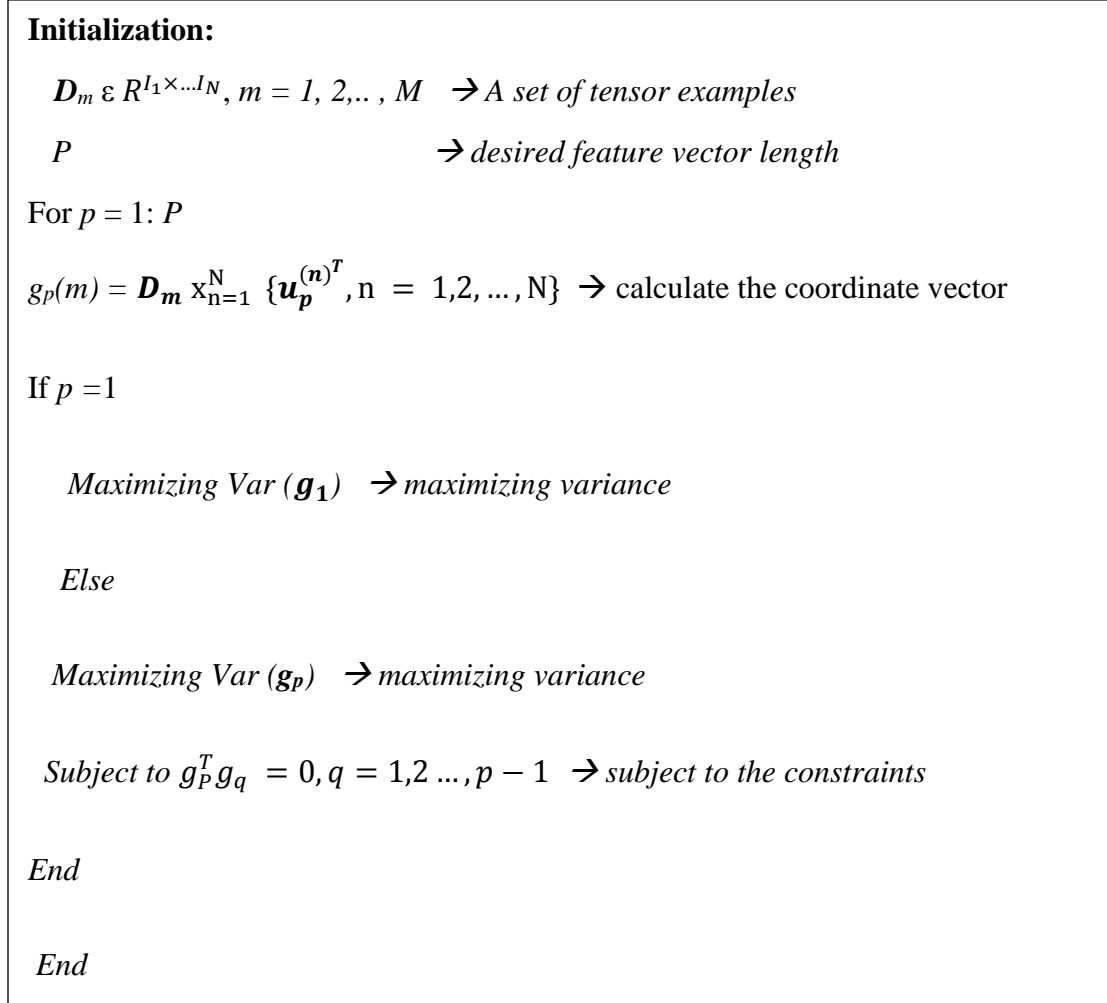 Initialization:
D_m ε R^{I_1×…I_N}, m = 1, 2,.. , M → A set of tensor examples
P → desired feature vector length
For p = 1: P
g_p(m) = D_m x_{n=1}^{N} {u_p^{(n)^T}, n = 1,2, … , N} → calculate the coordinate vector
If p =1
Maximizing Var (g_1) → maximizing variance
Else
Maximizing Var (g_p) → maximizing variance
Subject to g_P^T g_q = 0, q = 1,2 … , p − 1 → subject to the constraints
End
End